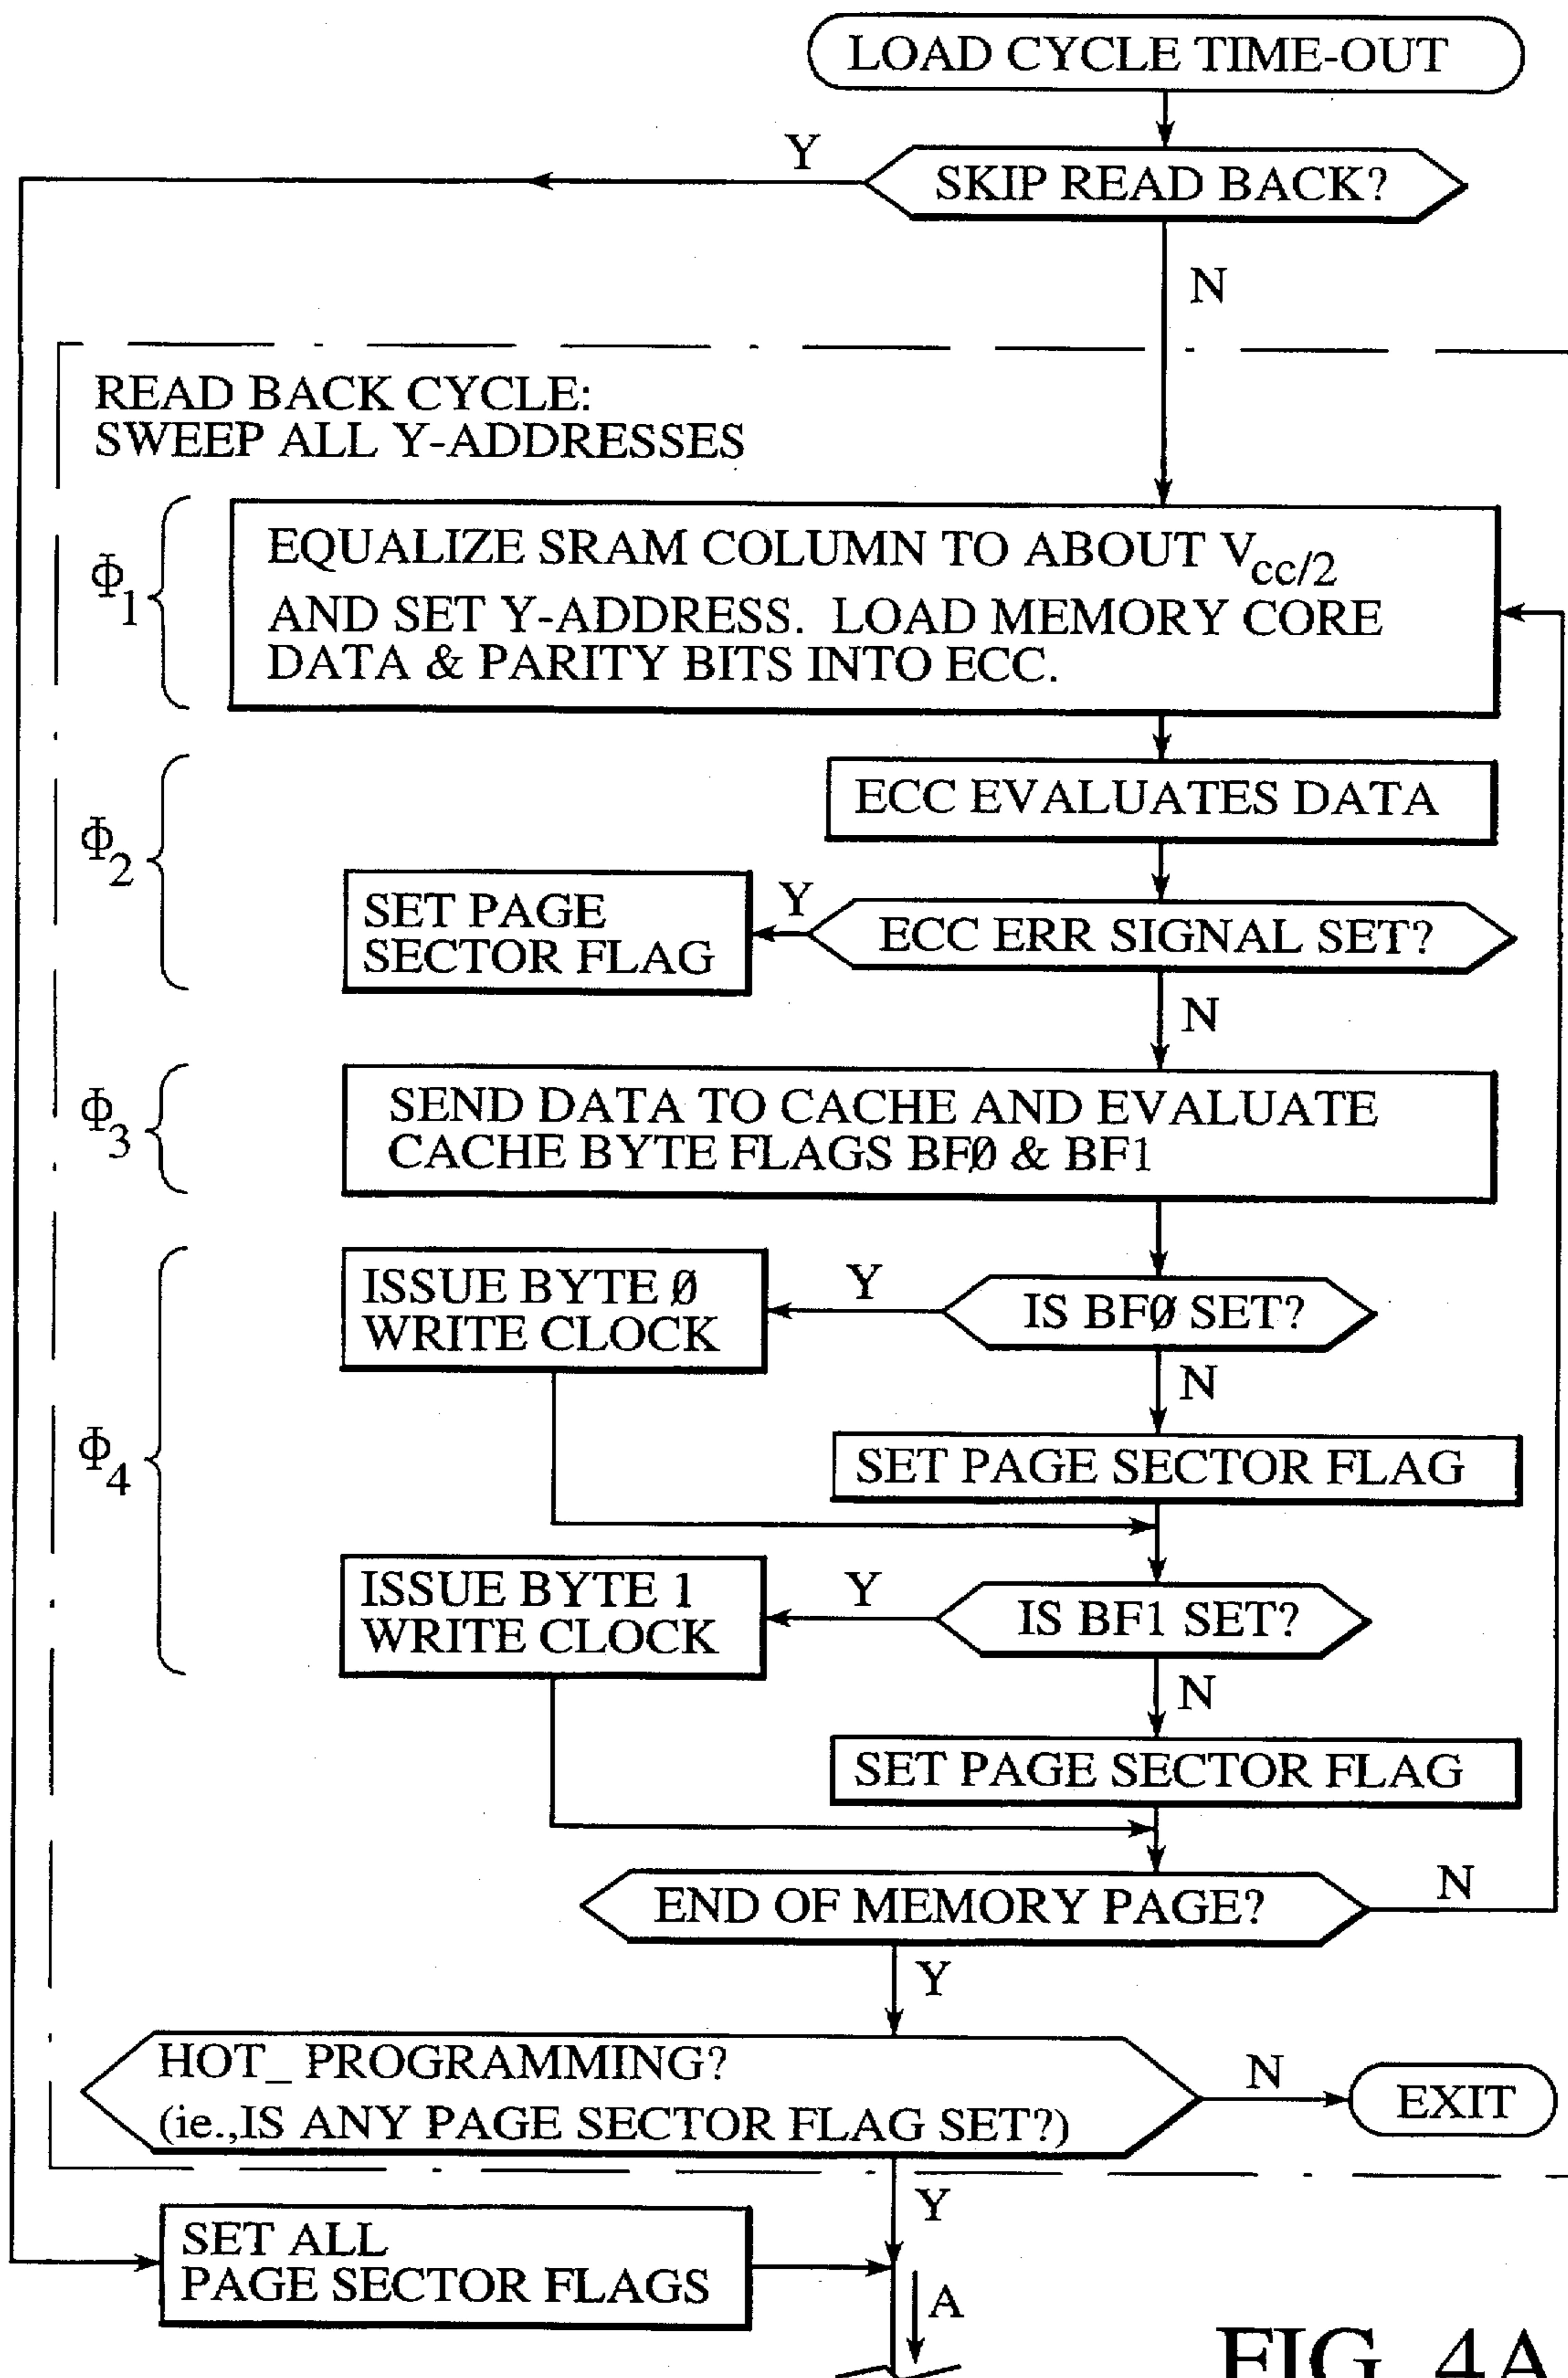 LOAD CYCLE TIME-OUT
Y
SKIP READ BACK?
N
READ BACK CYCLE:
SWEEP ALL Y-ADDRESSES
Φ1
EQUALIZE SRAM COLUMN TO ABOUT Vcc/2
AND SET Y-ADDRESS. LOAD MEMORY CORE
DATA & PARITY BITS INTO ECC.
Φ2
ECC EVALUATES DATA
SET PAGE
SECTOR FLAG
Y
ECC ERR SIGNAL SET?
N
Φ3
SEND DATA TO CACHE AND EVALUATE
CACHE BYTE FLAGS BF0 & BF1
Φ4
ISSUE BYTE 0
WRITE CLOCK
Y
IS BF0 SET?
N
SET PAGE SECTOR FLAG
ISSUE BYTE 1
WRITE CLOCK
Y
IS BF1 SET?
N
SET PAGE SECTOR FLAG
END OF MEMORY PAGE?
N
Y
HOT_ PROGRAMMING?
(ie.,IS ANY PAGE SECTOR FLAG SET?)
N
EXIT
Y
SET ALL
PAGE SECTOR FLAGS
A
FIG. 4A